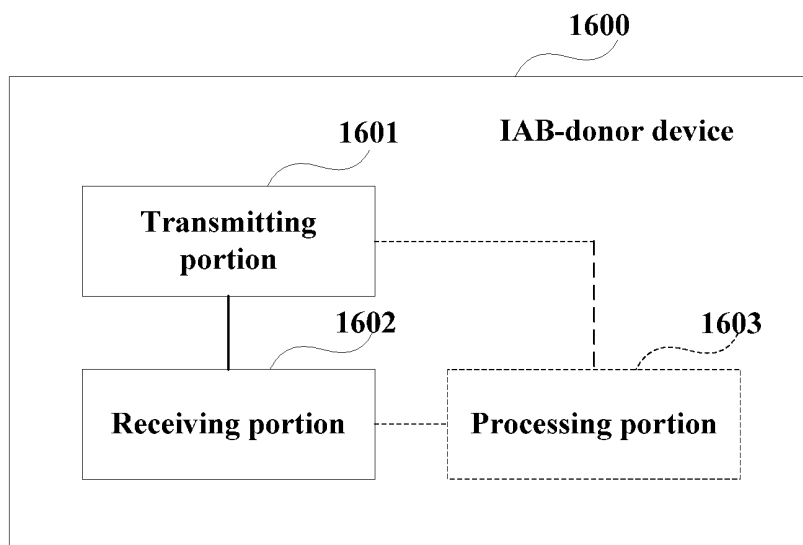 1600
IAB-donor device
1601
Transmitting
portion
1602
1603
Receiving portion
Processing portion